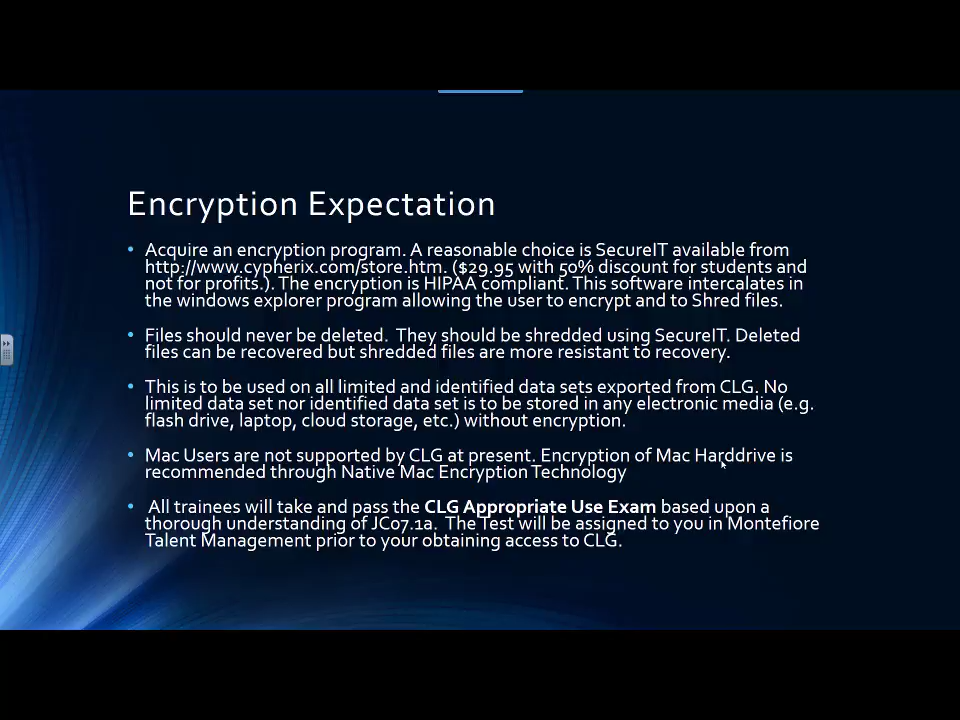 Encryption Expectation
• Acquire an encryption program. A reasonable choice is SecureIT available from
http://www.cypherix.com/store.htm. ($29.95 with 50% discount for students and
not for profits.). The encryption is HIPAA compliant. This software intercalates in
the windows explorer program allowing the user to encrypt and to Shred files.
• Files should never be deleted. They should be shredded using SecureIT. Deleted
files can be recovered but shredded files are more resistant to recovery.
• This is to be used on all limited and identified data sets exported from CLG. No
limited data set nor identified data set is to be stored in any electronic media (e.g.
flash drive, laptop, cloud storage, etc.) without encryption.
• Mac Users are not supported by CLG at present. Encryption of Mac Harddrive is
recommended through Native Mac Encryption Technology
• All trainees will take and pass the CLG Appropriate Use Exam based upon a
thorough understanding of JC07.1a. The Test will be assigned to you in Montefiore
Talent Management prior to your obtaining access to CLG.